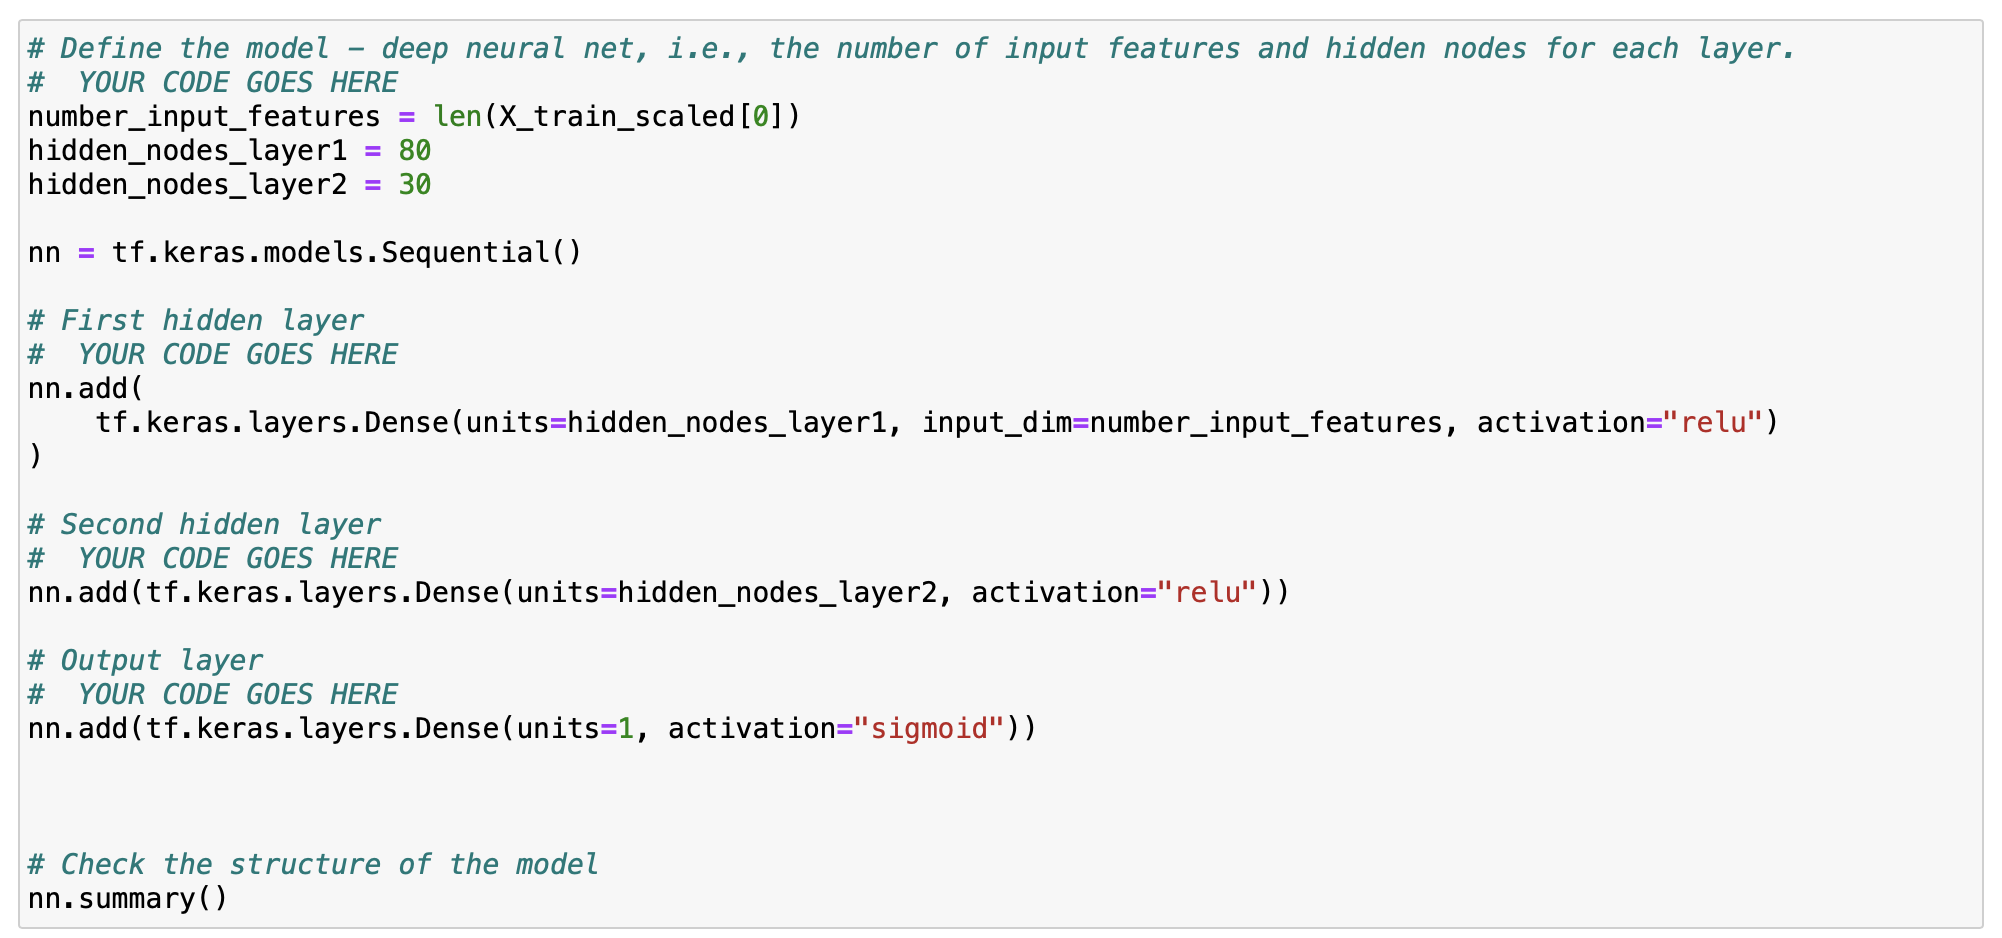 # Define the model - deep neural net, i.e., the number of input features and hidden nodes for each layer.
#  YOUR CODE GOES HERE
number_input_features = len(X_train_scaled[0])
hidden_nodes_layer1 = 80
hidden_nodes_layer2 = 30
nn = tf.keras.models.Sequential()
# First hidden layer
#  YOUR CODE GOES HERE
nn.add(
    tf.keras.layers.Dense(units=hidden_nodes_layer1, input_dim=number_input_features, activation="relu")
)
# Second hidden layer
#  YOUR CODE GOES HERE
nn.add(tf.keras.layers.Dense(units=hidden_nodes_layer2, activation="relu"))
# Output layer
#  YOUR CODE GOES HERE
nn.add(tf.keras.layers.Dense(units=1, activation="sigmoid"))
# Check the structure of the model
nn.summary()